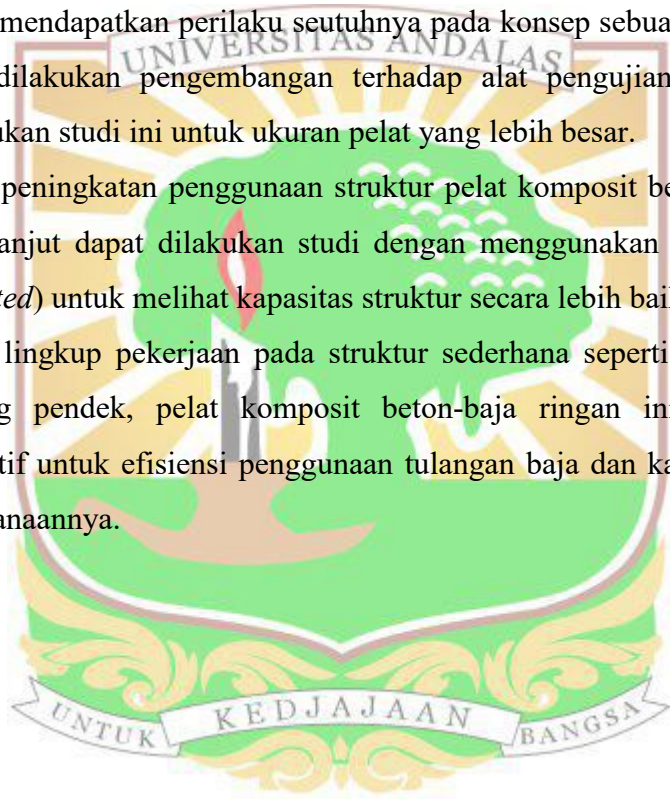 mendapatkan perilaku seutuhnya pada konsep sebua
UNIVERSITAS ANDALAS
dilakukan pengembangan terhadap alat pengujian
ukan studi ini untuk ukuran pelat yang lebih besar.
peningkatan penggunaan struktur pelat komposit be
anjut dapat dilakukan studi dengan menggunakan
ted) untuk melihat kapasitas struktur secara lebih bai
lingkup pekerjaan pada struktur sederhana seperti
g pendek, pelat komposit beton-baja ringan ini
tif untuk efisiensi penggunaan tulangan baja dan ka
anaannya.
UNTUK KEDJAJAAN BANGSA